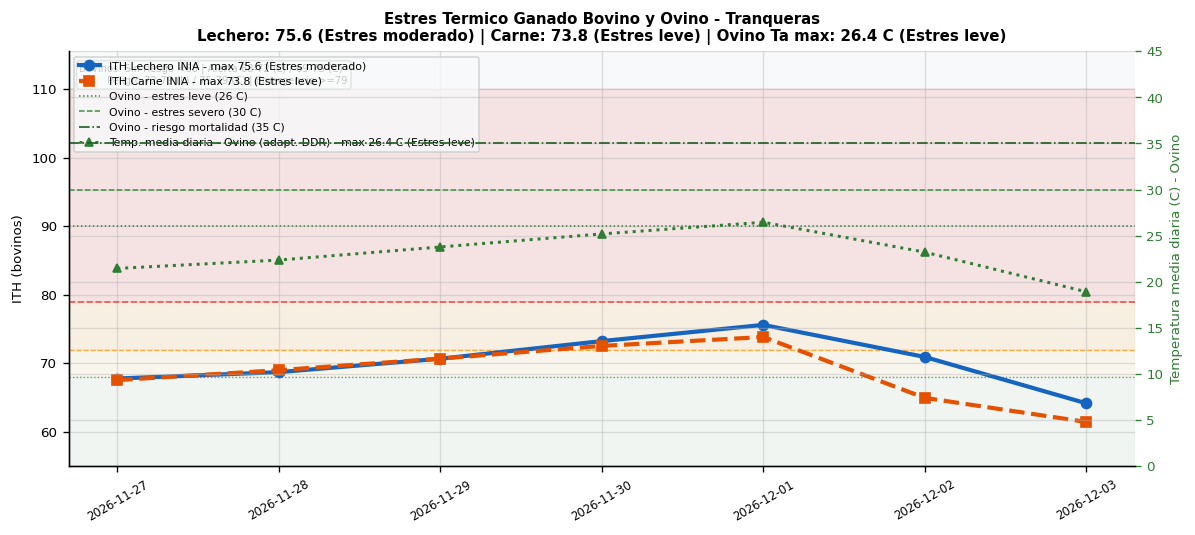 Estres Termico Ganado Bovino y Ovino - Tranqueras
Lechero: 75.6 (Estres moderado) | Carne: 73.8 (Estres leve) | Ovino Ta max: 26.4 C (Estres leve)
ITH Lechero INIA - max 75.6 (Estres moderado)
ITH Carne INIA - max 73.8 (Estres leve)
>=79
Ovino - estres leve (26 C)
Ovino - estres severo (30 C)
Ovino - riesgo mortalidad (35 C)
Temp. media diaria - Ovino (adapt. DDR) - max 26.4 C (Estres leve)
ITH (bovinos)
110
100
90
80
70
60
45
40
35
30
25
20
15
10
5
0
Temperatura media diaria (C) - Ovino
2026-11-27
2026-11-28
2026-11-29
2026-11-30
2026-12-01
2026-12-02
2026-12-03